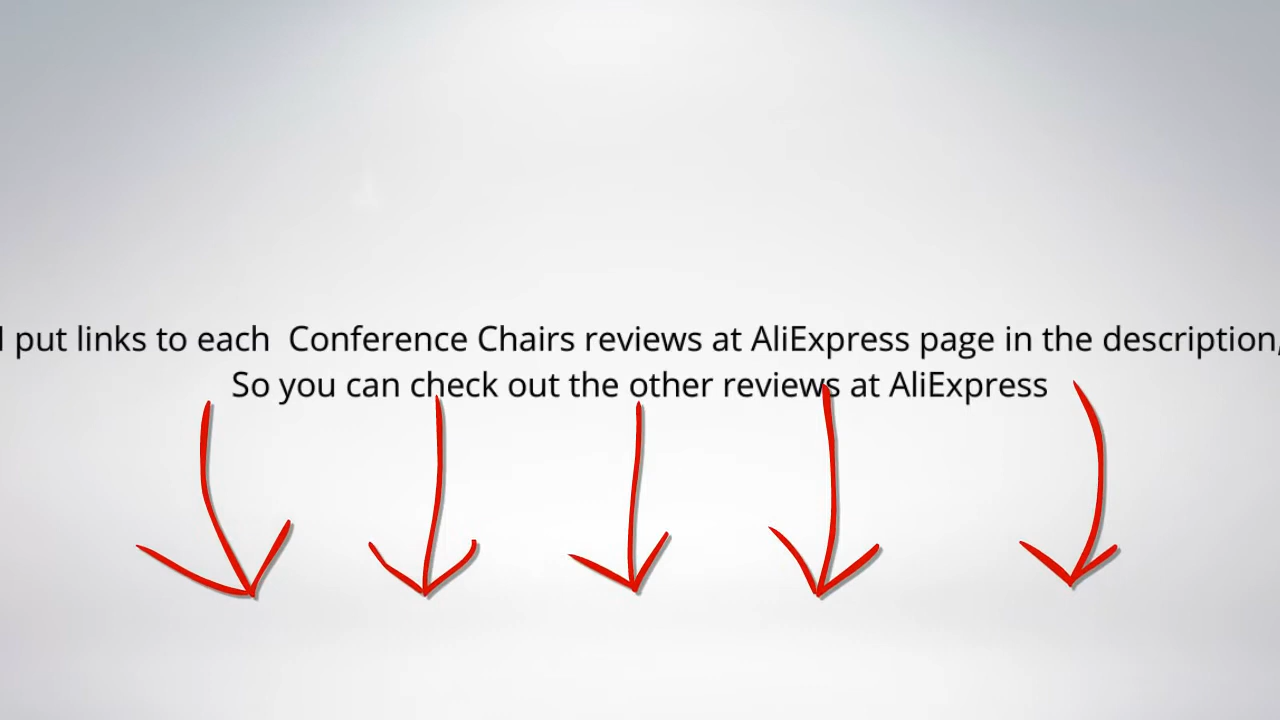 I put links to each  Conference Chairs reviews at AliExpress page in the description,
So you can check out the other reviews at AliExpress